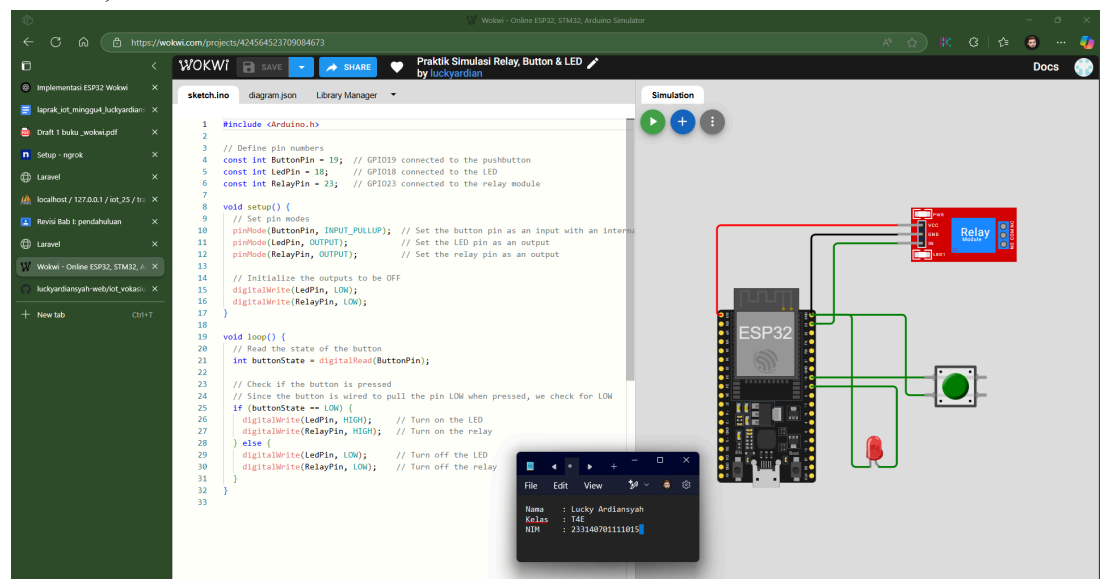 Wokwi - Online ESP32, STM32, Arduino Simulator
https://wokwi.com/projects/424564523709084673
WOKWI SAVE SHARE Praktik Simulasi Relay, Button & LED
by luckyardian
Docs
Implementasi ESP32 Wokwi
laprak_iot_minggu4_luckyardians
Draft 1 buku _wokwi.pdf
Setup - ngrok
Laravel
localhost / 127.0.0.1 / iot_25 / tra
Revisi Bab I: pendahuluan
Laravel
Wokwi - Online ESP32, STM32, A
luckyardiansyah-web/iot_vokasiu
New tab Ctrl+T
sketch.ino diagram.json Library Manager
Simulation
1 #include <Arduino.h>
2
3 // Define pin numbers
4 const int ButtonPin = 19; // GPIO19 connected to the pushbutton
5 const int LedPin = 18; // GPIO18 connected to the LED
6 const int RelayPin = 23; // GPIO23 connected to the relay module
7
8 void setup() {
9 // Set pin modes
10 pinMode(ButtonPin, INPUT_PULLUP); // Set the button pin as an input with an interna
11 pinMode(LedPin, OUTPUT); // Set the LED pin as an output
12 pinMode(RelayPin, OUTPUT); // Set the relay pin as an output
13
14 // Initialize the outputs to be OFF
15 digitalWrite(LedPin, LOW);
16 digitalWrite(RelayPin, LOW);
17 }
18
19 void loop() {
20 // Read the state of the button
21 int buttonState = digitalRead(ButtonPin);
22
23 // Check if the button is pressed
24 // Since the button is wired to pull the pin LOW when pressed, we check for LOW
25 if (buttonState == LOW) {
26 digitalWrite(LedPin, HIGH); // Turn on the LED
27 digitalWrite(RelayPin, HIGH); // Turn on the relay
28 } else {
29 digitalWrite(LedPin, LOW); // Turn off the LED
30 digitalWrite(RelayPin, LOW); // Turn off the relay
31 }
32 }
33
PWR
VCC
GND
IN
LED1
Relay
Module
NO COM NC
ESP32
EN
Boot
File Edit View
Nama : Lucky Ardiansyah
Kelas : T4E
NIM : 233140701111015